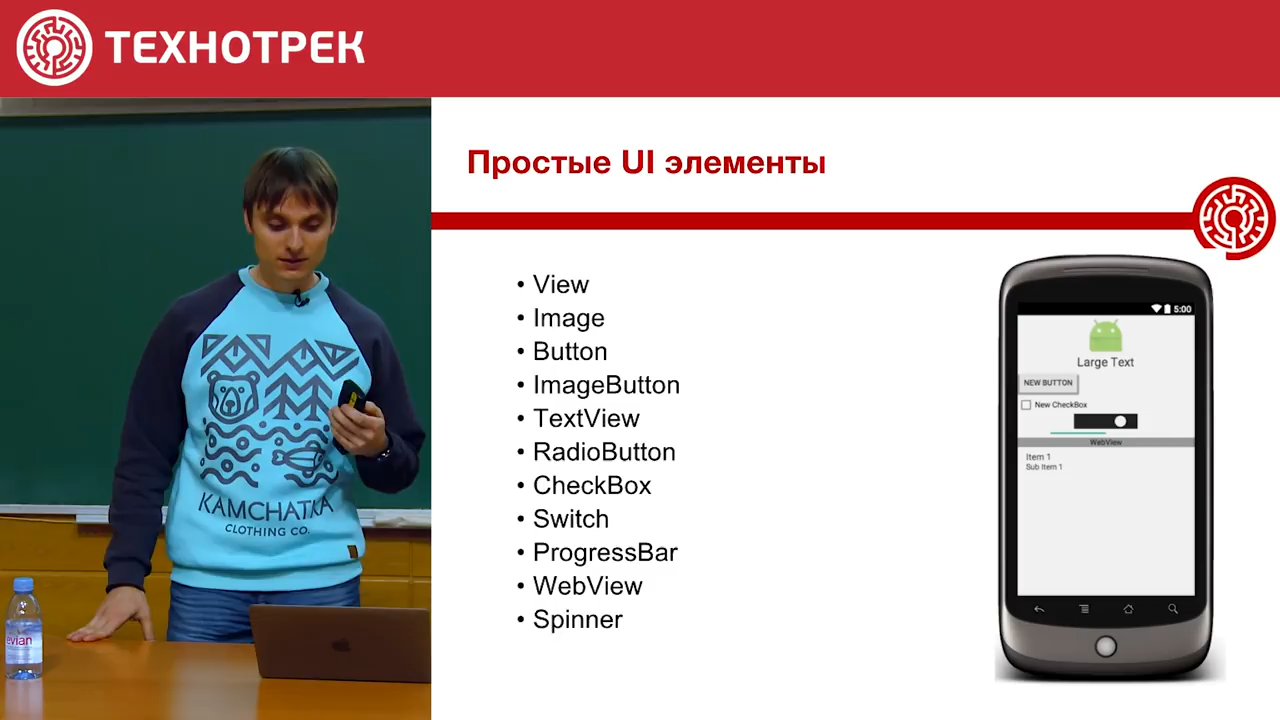 ТЕХНОТРЕК
Простые UI элементы
• View
• Image
• Button
• ImageButton
• TextView
• RadioButton
• CheckBox
• Switch
• ProgressBar
• WebView
• Spinner
5:00
Large Text
NEW BUTTON
New CheckBox
WebView
Item 1
Sub Item 1
KAMCHATKA
CLOTHING CO.
evian